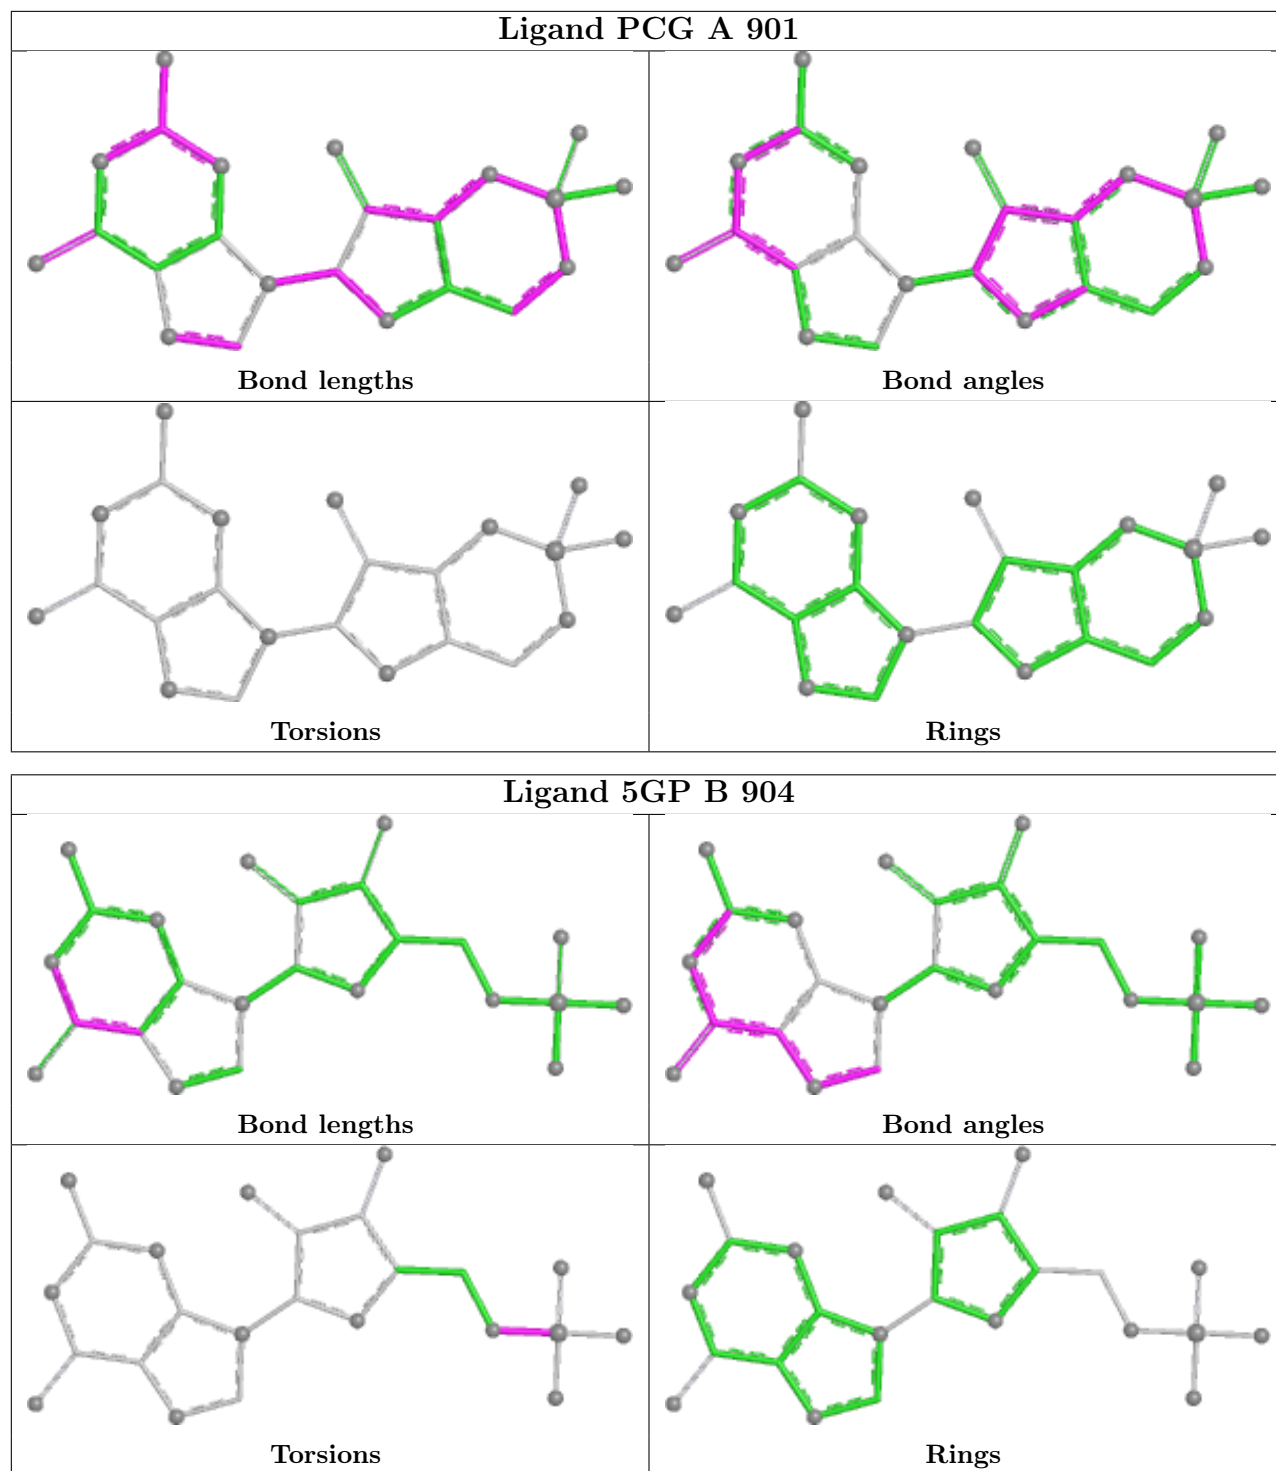 Ligand PCG A 901
Bond lengths
Bond angles
Torsions
Rings
Ligand 5GP B 904
Bond lengths
Bond angles
Torsions
Rings